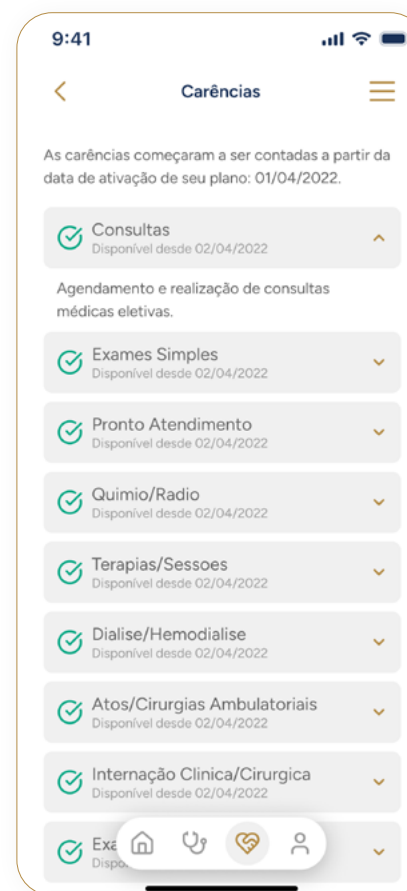 9:41
Carências
As carências começaram a ser contadas a partir da
data de ativação de seu plano: 01/04/2022.
Consultas
Disponível desde 02/04/2022
Agendamento e realização de consultas
médicas eletivas.
Exames Simples
Disponível desde 02/04/2022
Pronto Atendimento
Disponível desde 02/04/2022
Quimio/Radio
Disponível desde 02/04/2022
Terapias/Sessoes
Disponível desde 02/04/2022
Dialise/Hemodialise
Disponível desde 02/04/2022
Atos/Cirurgias Ambulatoriais
Disponível desde 02/04/2022
Internação Clinica/Cirurgica
Disponível desde 02/04/2022